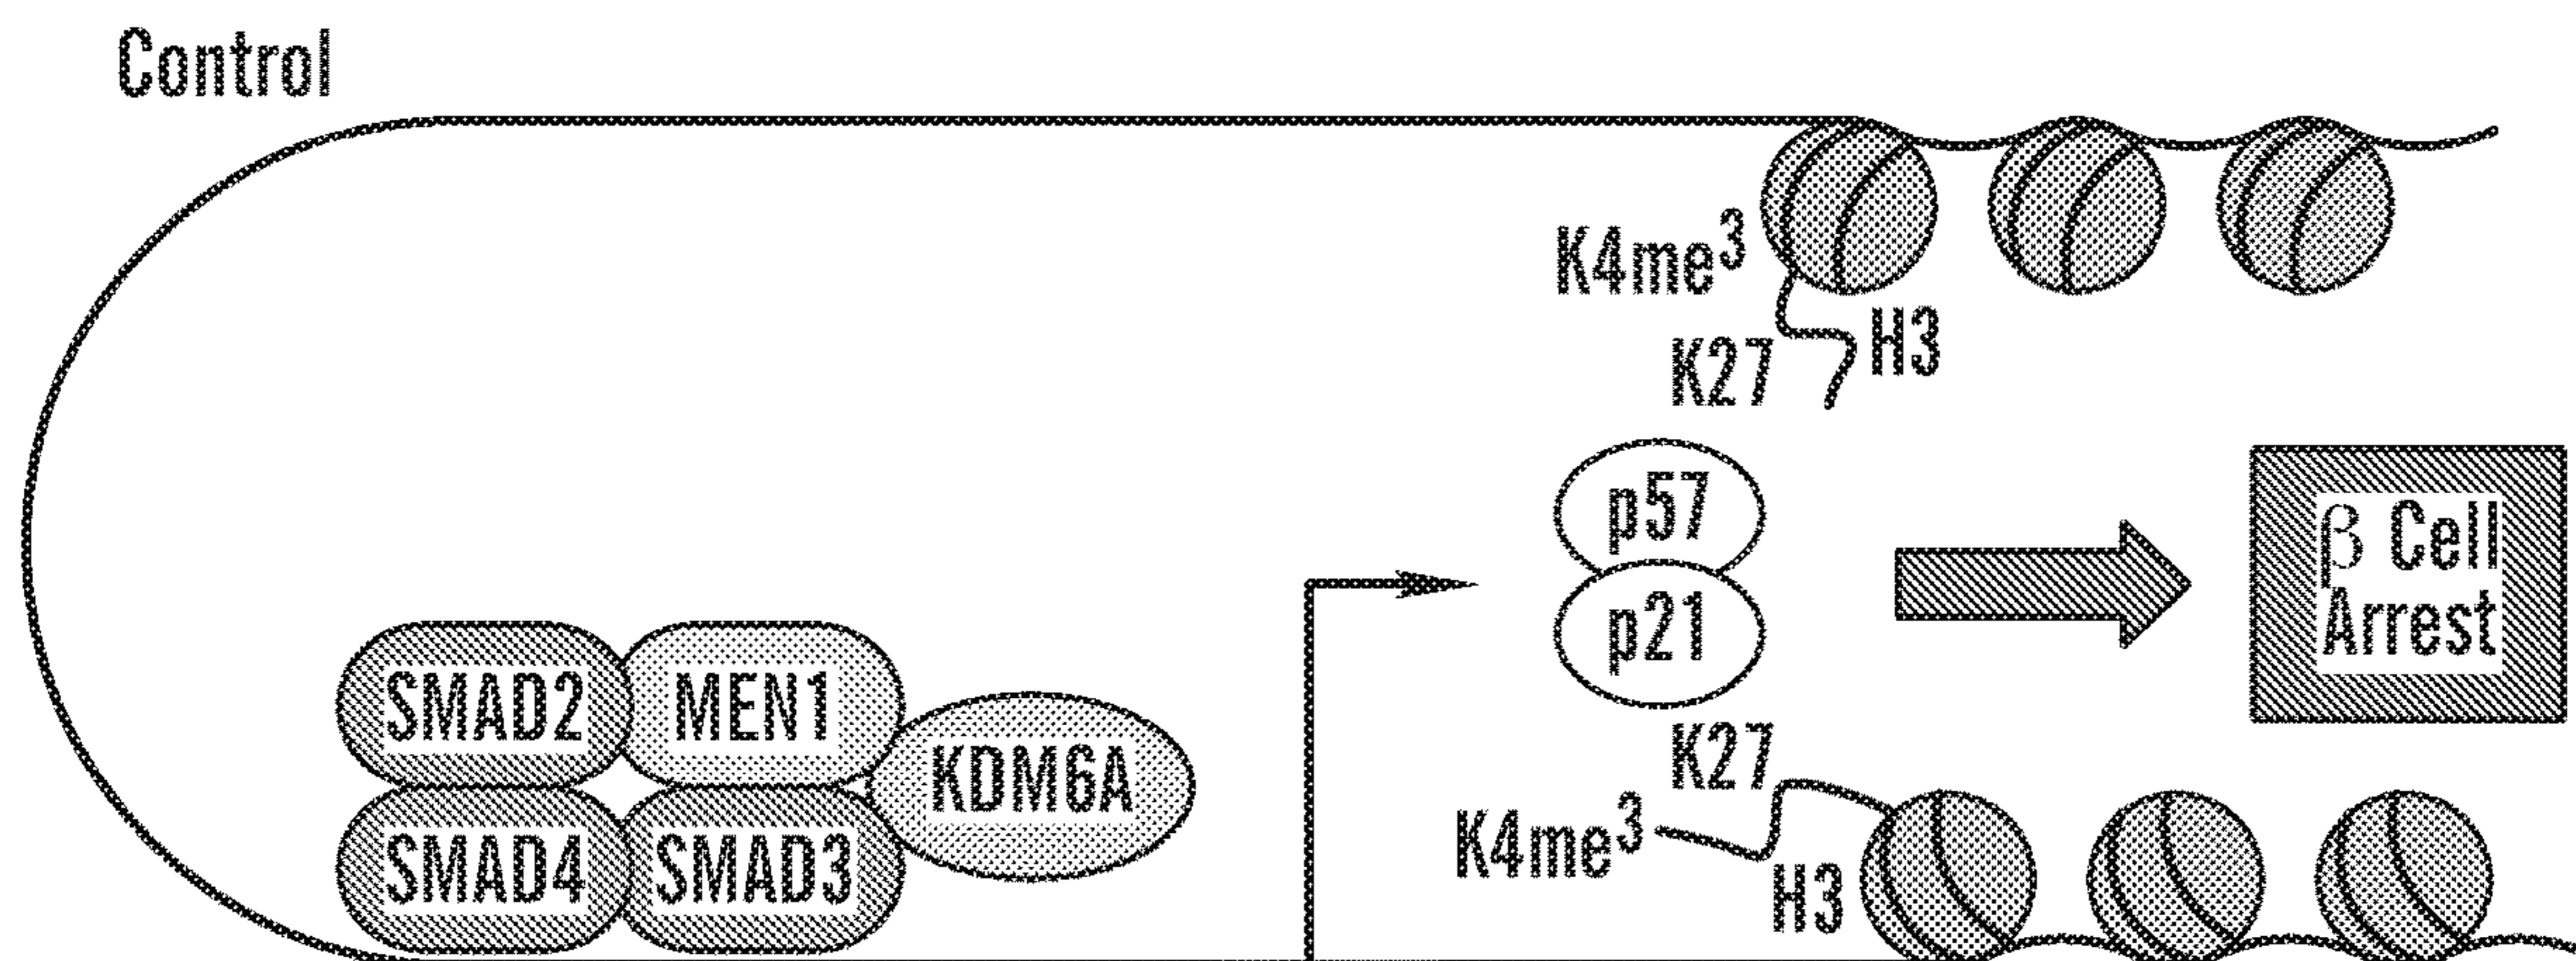 Control
K4me³
H3
K27
p57
p21
β Cell
Arrest
SMAD2
MEN1
KDM6A
SMAD4
SMAD3
K27
K4me³
H3